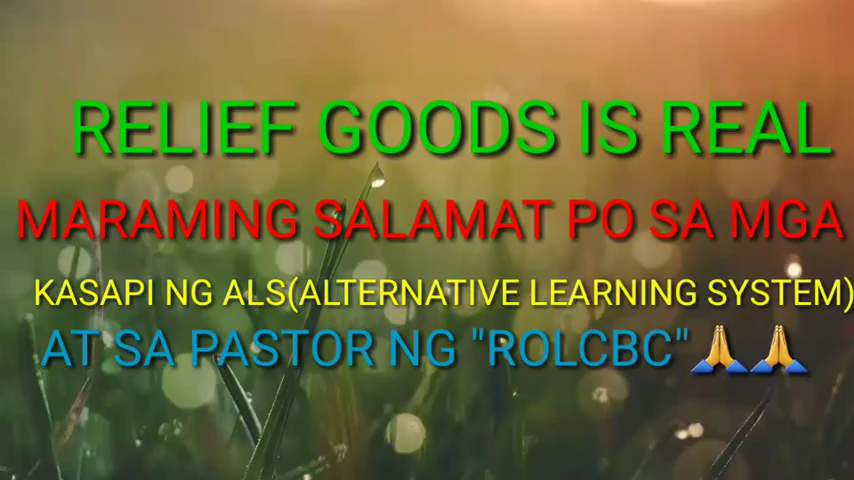 RELIEF GOODS IS REAL
MARAMING SALAMAT PO SA MGA
KASAPI NG ALS(ALTERNATIVE LEARNING SYSTEM)
AT SA PASTOR NG "ROLCBC"🙏🙏